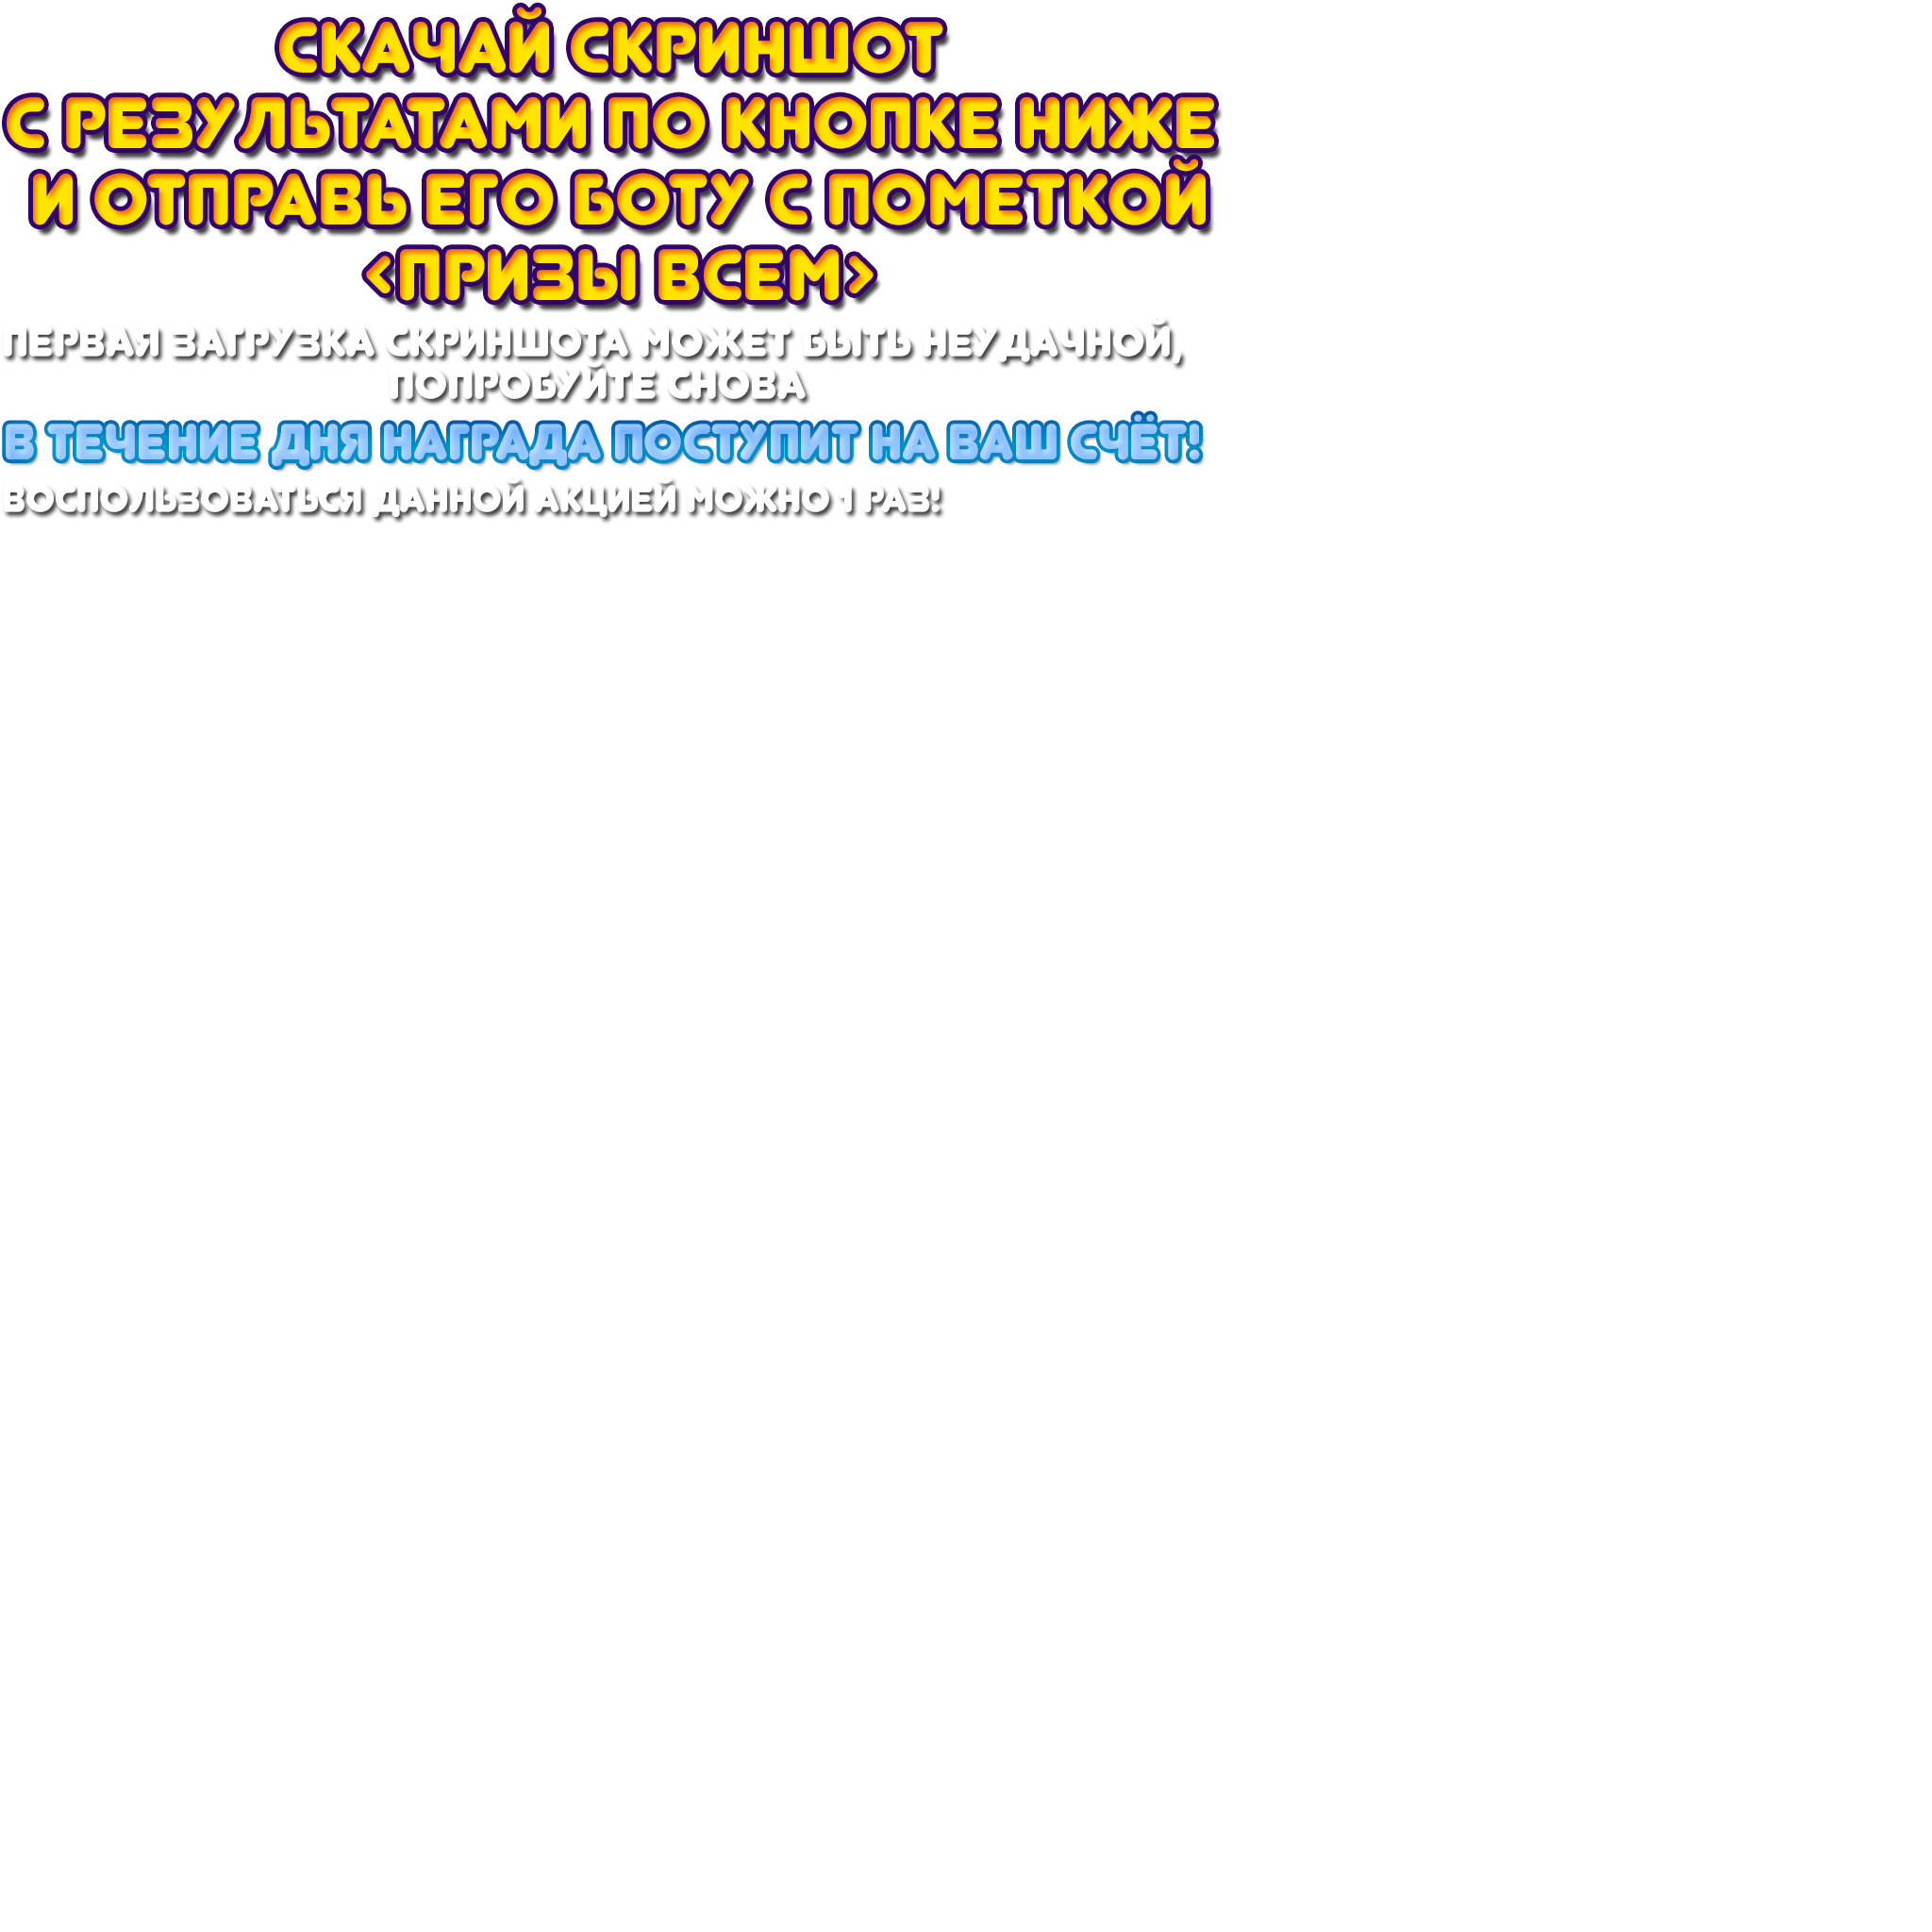 СКАЧАЙ СКРИНШОТ
С РЕЗУЛЬТАТАМИ ПО КНОПКЕ НИЖЕ
И ОТПРАВЬ ЕГО БОТУ С ПОМЕТКОЙ
<ПРИЗЫ ВСЕМ>
ПЕРВАЯ ЗАГРУЗКА СКРИНШОТА МОЖЕТ БЫТЬ НЕУДАЧНОЙ,
ПОПРОБУЙТЕ СНОВА
В ТЕЧЕНИЕ ДНЯ НАГРАДА ПОСТУПИТ НА ВАШ СЧЁТ!
ВОСПОЛЬЗОВАТЬСЯ ДАННОЙ АКЦИЕЙ МОЖНО 1 РАЗ!